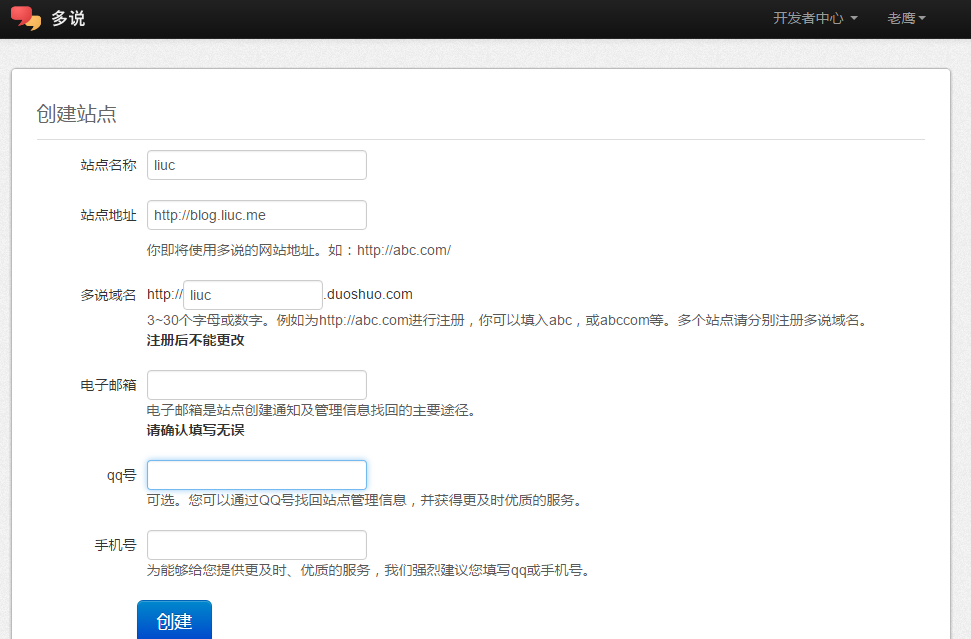 多说 开发者中心 老鹰
创建站点
站点名称 liuc
站点地址 http://blog.liuc.me
你即将使用多说的网站地址。如：http://abc.com/
多说域名 http:// liuc .duoshuo.com
3~30个字母或数字。例如为http://abc.com进行注册，你可以填入abc，或abccom等。多个站点请分别注册多说域名。
注册后不能更改
电子邮箱
电子邮箱是站点创建通知及管理信息找回的主要途径。
请确认填写无误
qq号
可选。您可以通过QQ号找回站点管理信息，并获得更及时优质的服务。
手机号
为能够给您提供更及时、优质的服务，我们强烈建议您填写qq或手机号。
创建